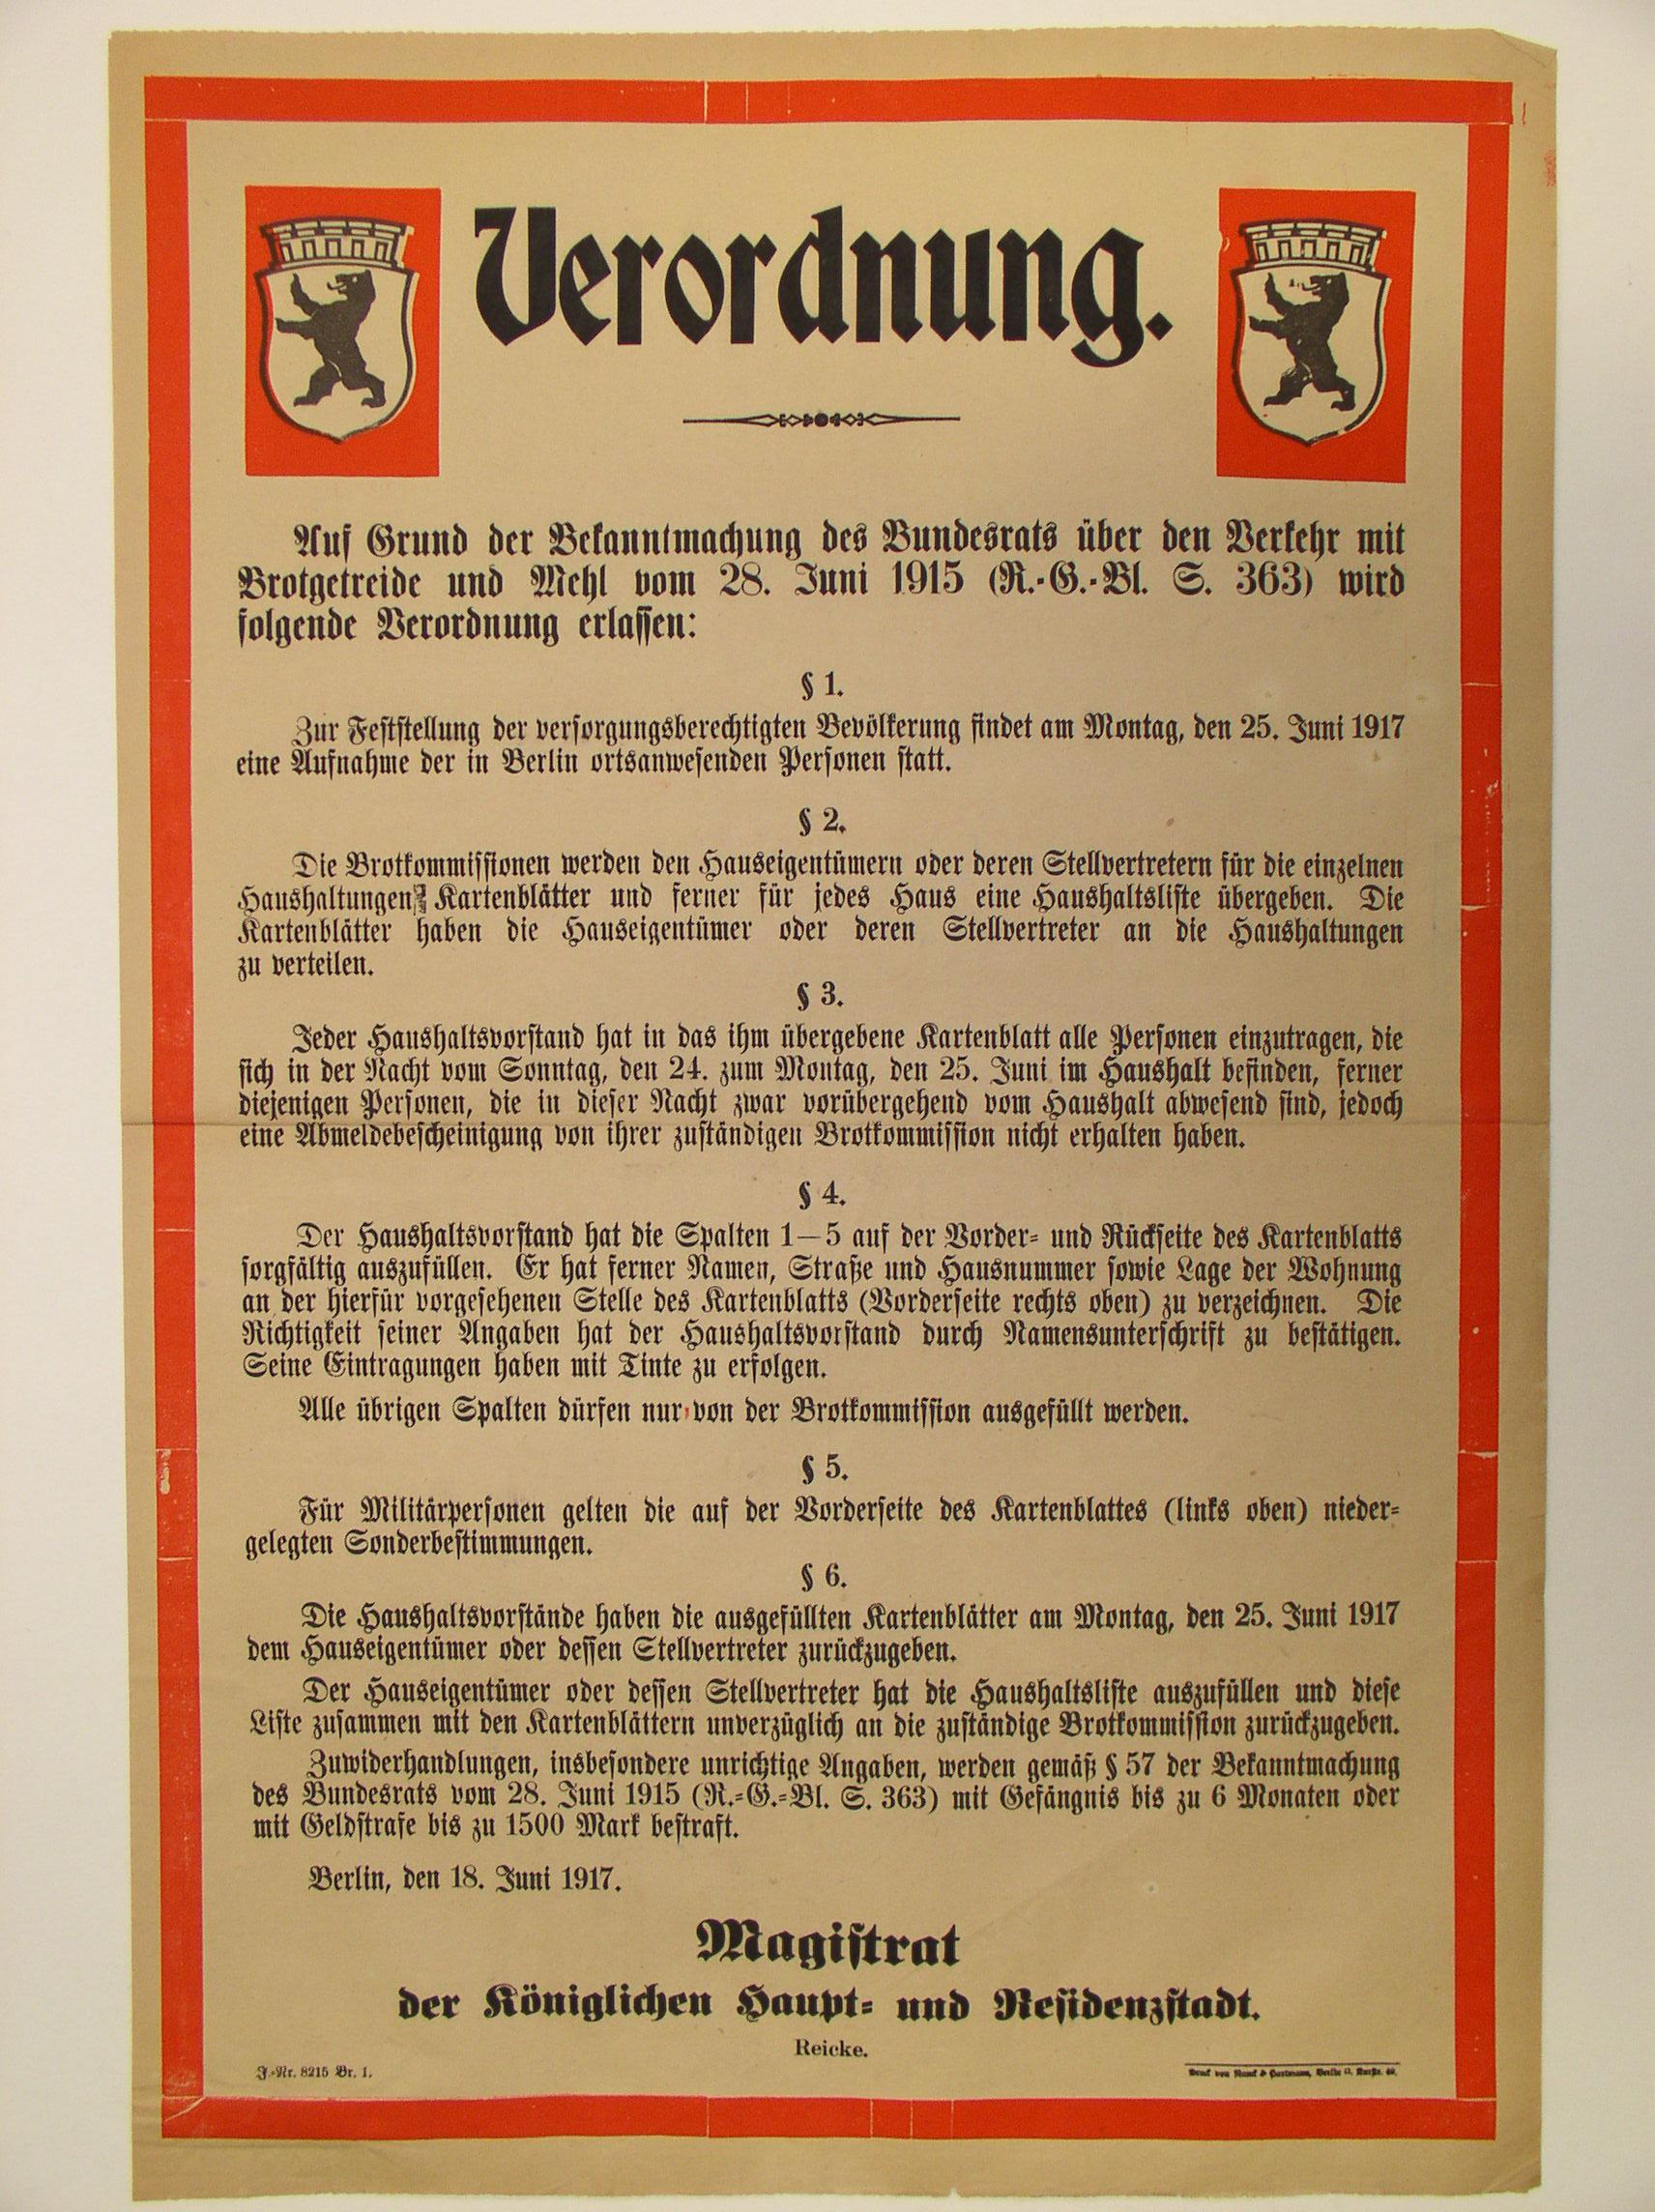 Verordnung.
Auf Grund der Bekanntmachung des Bundesrats über den Verkehr mit
Brotgetreide und Mehl vom 28. Juni 1915 (R.-G.-Bl. S. 363) wird
folgende Verordnung erlassen:
§ 1.
Zur Feststellung der versorgungsberechtigten Bevölkerung findet am Montag, den 25. Juni 1917
eine Aufnahme der in Berlin ortsanwesenden Personen statt.
§ 2.
Die Brotkommissionen werden den Hauseigentümern oder deren Stellvertretern für die einzelnen
Haushaltungen Kartenblätter und ferner für jedes Haus eine Haushaltsliste übergeben. Die
Kartenblätter haben die Hauseigentümer oder deren Stellvertreter an die Haushaltungen
zu verteilen.
§ 3.
Jeder Haushaltsvorstand hat in das ihm übergebene Kartenblatt alle Personen einzutragen, die
sich in der Nacht vom Sonntag, den 24. zum Montag, den 25. Juni im Haushalt befinden, ferner
diejenigen Personen, die in dieser Nacht zwar vorübergehend vom Haushalt abwesend sind, jedoch
eine Abmeldebescheinigung von ihrer zuständigen Brotkommission nicht erhalten haben.
§ 4.
Der Haushaltsvorstand hat die Spalten 1—5 auf der Vorder- und Rückseite des Kartenblatts
sorgfältig auszufüllen. Er hat ferner Namen, Straße und Hausnummer sowie Lage der Wohnung
an der hierfür vorgesehenen Stelle des Kartenblatts (Vorderseite rechts oben) zu verzeichnen. Die
Richtigkeit seiner Angaben hat der Haushaltsvorstand durch Namensunterschrift zu bestätigen.
Seine Eintragungen haben mit Tinte zu erfolgen.
Alle übrigen Spalten dürfen nur von der Brotkommission ausgefüllt werden.
§ 5.
Für Militärpersonen gelten die auf der Vorderseite des Kartenblattes (links oben) nieder-
gelegten Sonderbestimmungen.
§ 6.
Die Haushaltsvorstände haben die ausgefüllten Kartenblätter am Montag, den 25. Juni 1917
dem Hauseigentümer oder dessen Stellvertreter zurückzugeben.
Der Hauseigentümer oder dessen Stellvertreter hat die Haushaltsliste auszufüllen und diese
Liste zusammen mit den Kartenblättern unverzüglich an die zuständige Brotkommission zurückzugeben.
Zuwiderhandlungen, insbesondere unrichtige Angaben, werden gemäß § 57 der Bekanntmachung
des Bundesrats vom 28. Juni 1915 (R.-G.-Bl. S. 363) mit Gefängnis bis zu 6 Monaten oder
mit Geldstrafe bis zu 1500 Mark bestraft.
Berlin, den 18. Juni 1917.
Magistrat
der Königlichen Haupt- und Residenzstadt.
Reicke.
J.-Nr. 8215 Br. 1.
Druck von Hartmann, Berlin